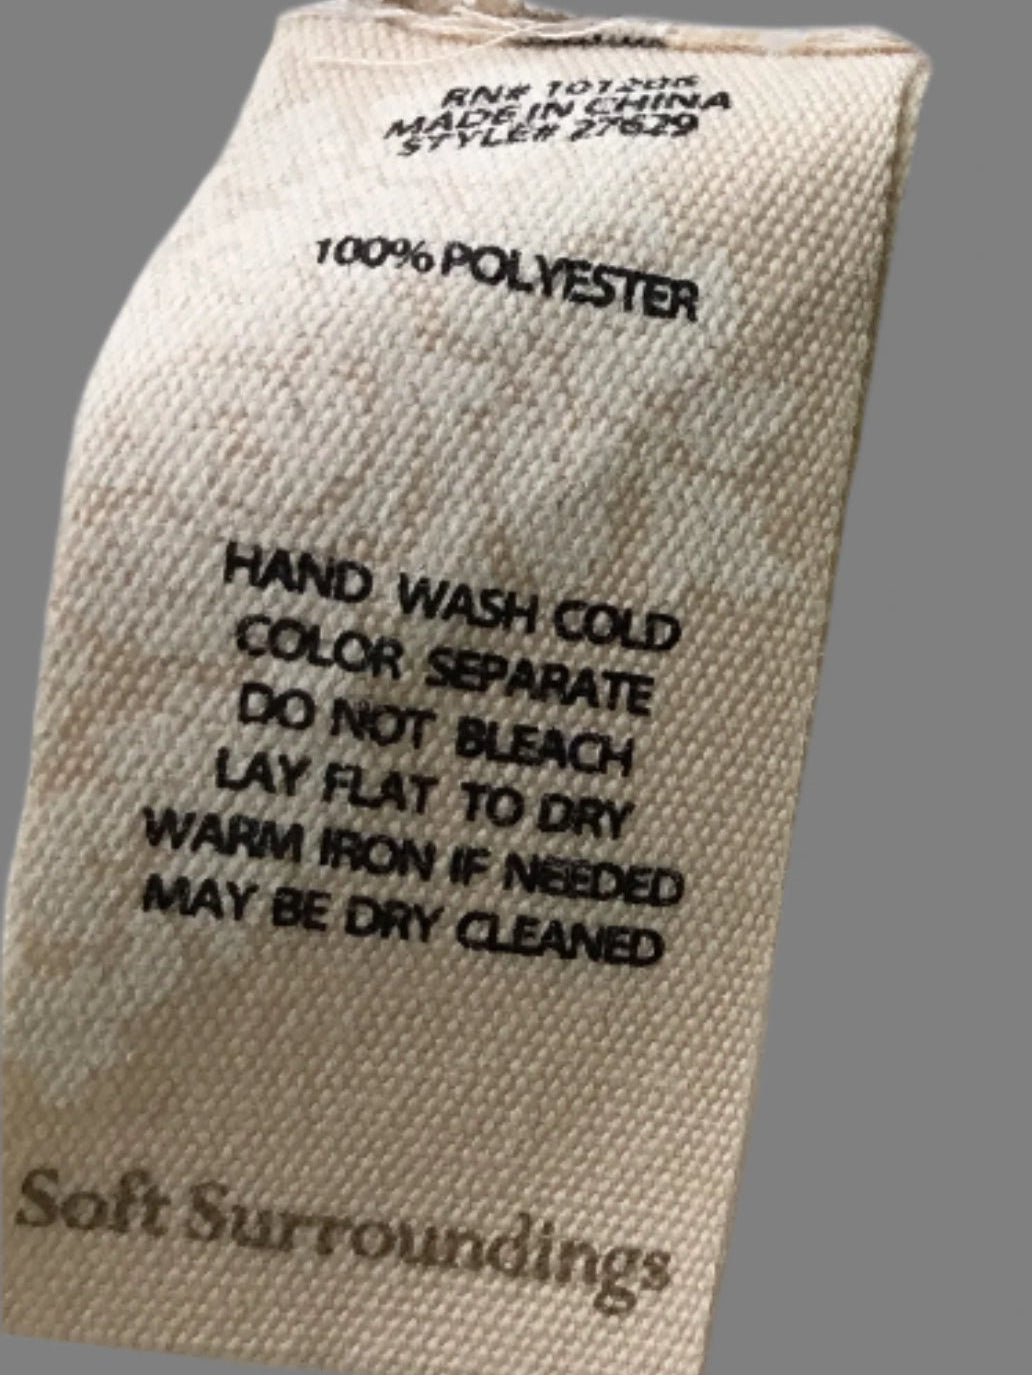 RN#
MADE IN CHINA
STYLE# 27629
100% POLYESTER
HAND WASH COLD
COLOR SEPARATE
DO NOT BLEACH
LAY FLAT TO DRY
WARM IRON IF NEEDED
MAY BE DRY CLEANED
Soft Surroundings